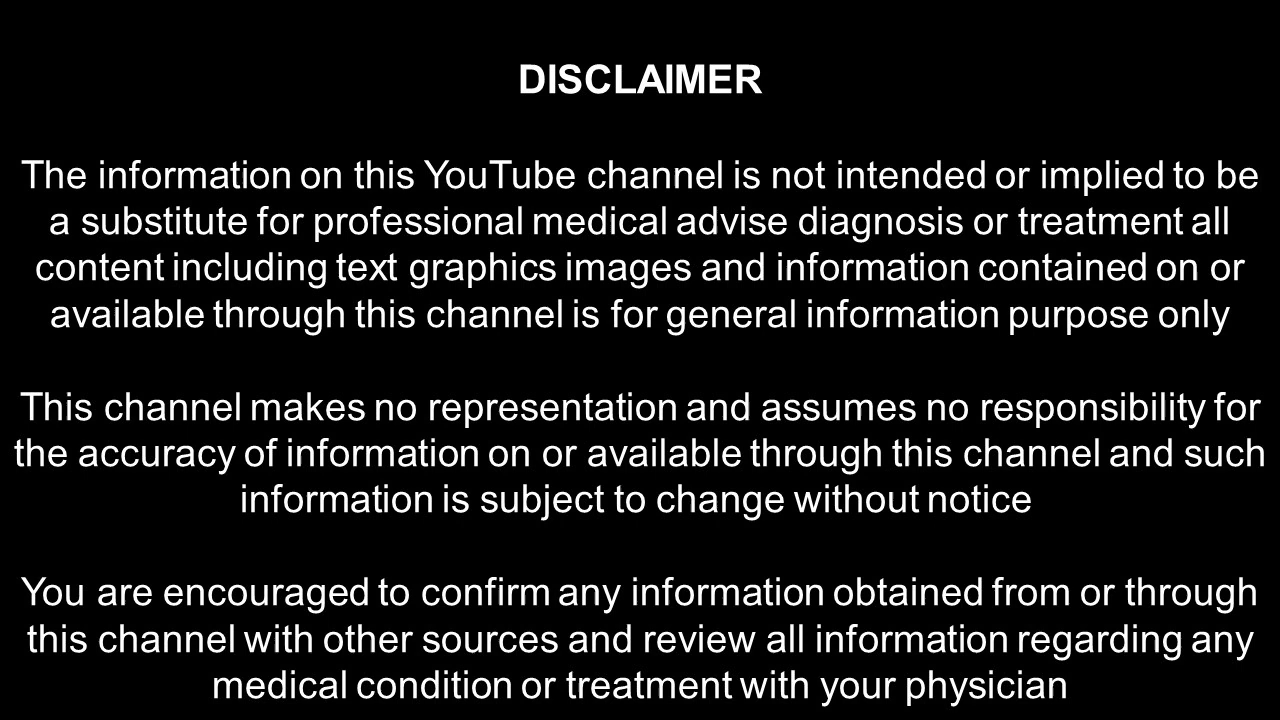 DISCLAIMER
The information on this YouTube channel is not intended or implied to be
a substitute for professional medical advise diagnosis or treatment all
content including text graphics images and information contained on or
available through this channel is for general information purpose only
This channel makes no representation and assumes no responsibility for
the accuracy of information on or available through this channel and such
information is subject to change without notice
You are encouraged to confirm any information obtained from or through
this channel with other sources and review all information regarding any
medical condition or treatment with your physician